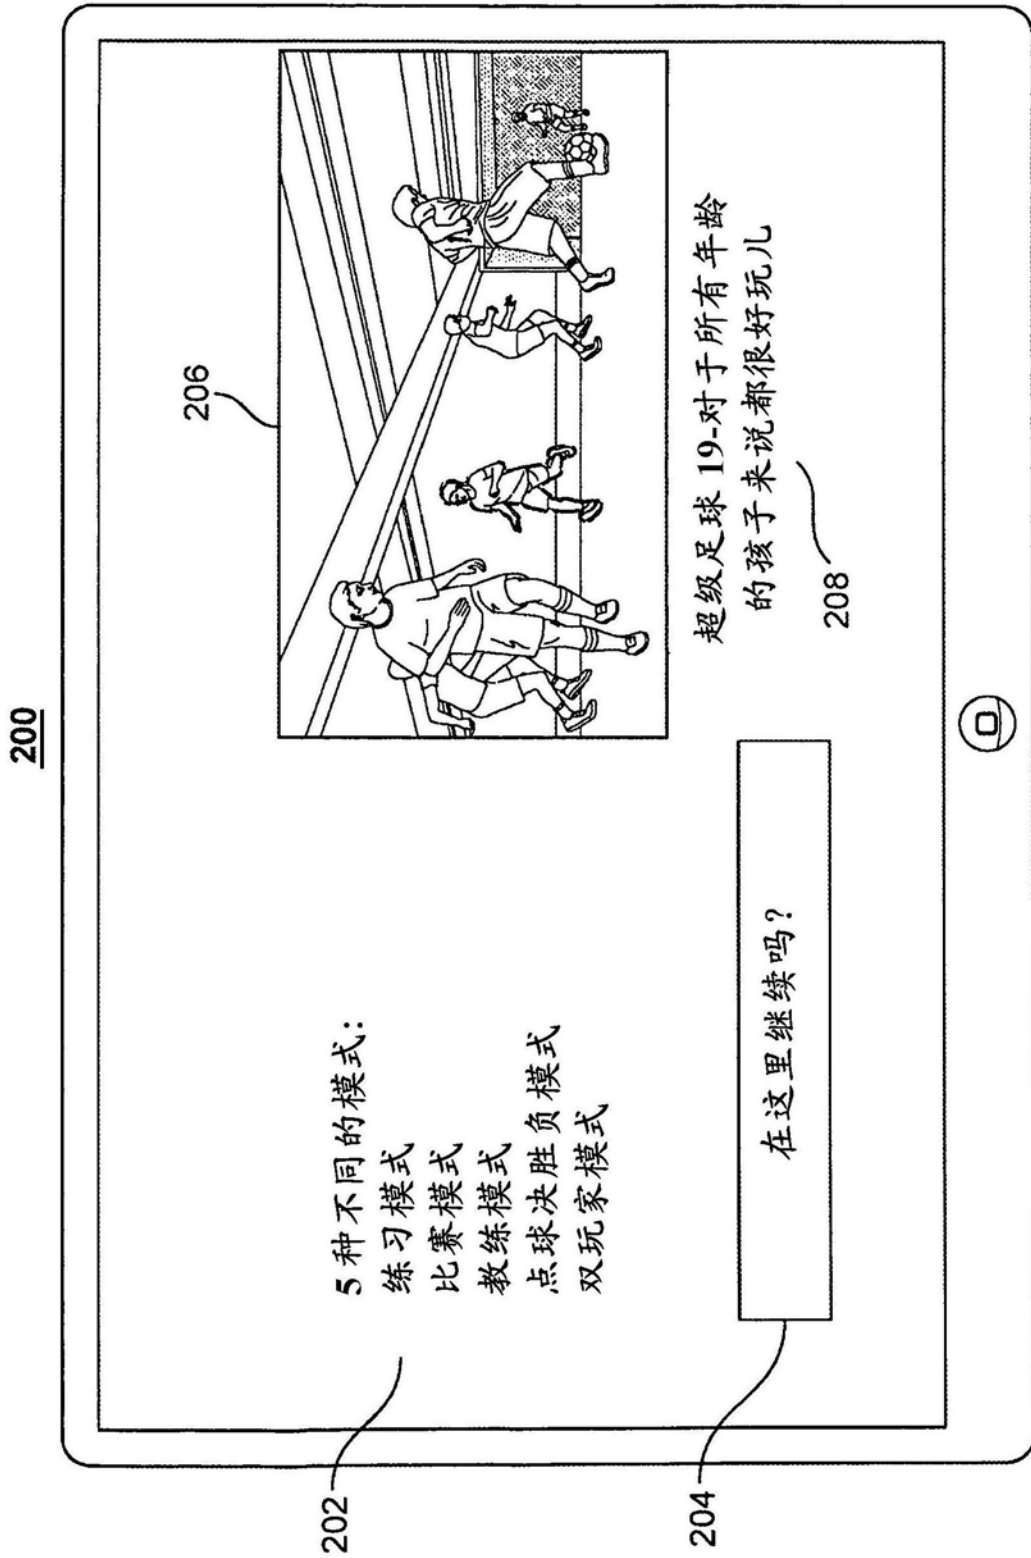 200
206
5 种不同的模式:
练习模式
比赛模式
教练模式
点球决胜负模式
双玩家模式
202
超级足球 19-对于所有年龄
的孩子来说都很好玩儿
208
在这里继续吗?
204